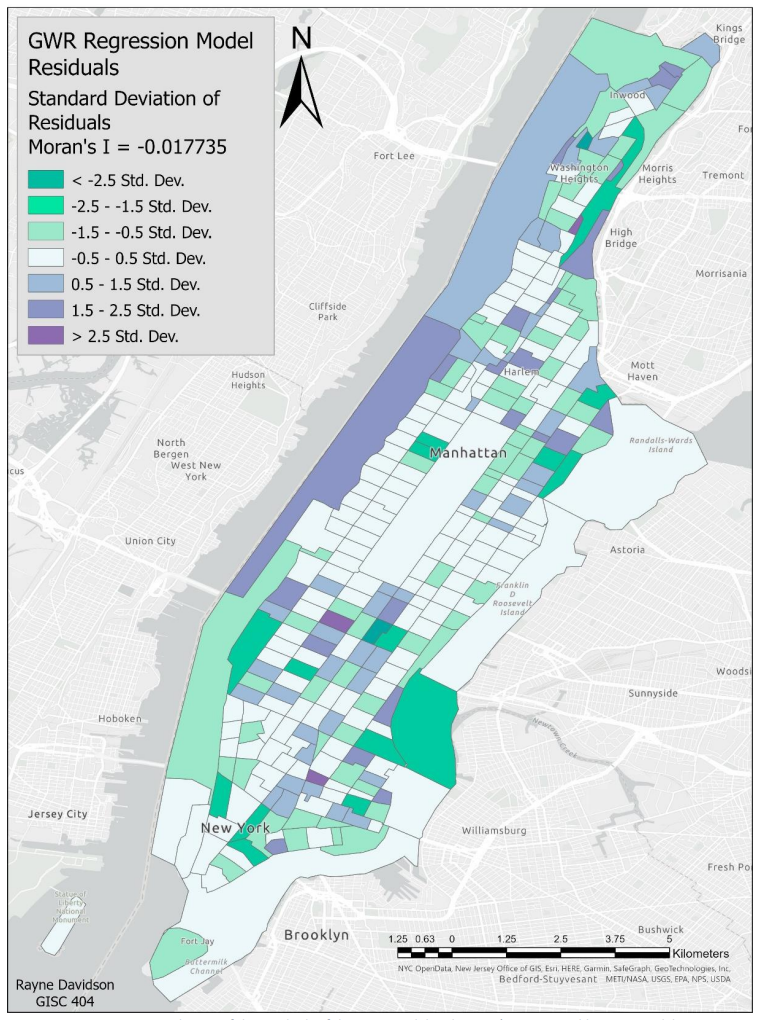 GWR Regression Model
Residuals
Standard Deviation of
Residuals
Moran's I = -0.017735
< -2.5 Std. Dev.
-2.5 - -1.5 Std. Dev.
-1.5 - -0.5 Std. Dev.
-0.5 - 0.5 Std. Dev.
0.5 - 1.5 Std. Dev.
1.5 - 2.5 Std. Dev.
> 2.5 Std. Dev.
N
Kings
Bridge
Inwood
Fort Lee
Washington
Heights
Morris
Heights
Tremont
High
Bridge
Morrisania
Cliffside
Park
Hudson
Heights
Harlem
Mott
Haven
North
Bergen
West New
York
Manhattan
Randalls-Wards
Island
Union City
Astoria
Franklin
D
Roosevelt
Island
Sunnyside
Hoboken
Newtown Creek
Jersey City
New York
Williamsburg
Statue of
Liberty
National
Monument
Brooklyn
Bushwick
Fort Jay
Buttermilk
Channel
1.25 0.63 0 1.25 2.5 3.75 5
Kilometers
NYC OpenData, New Jersey Office of GIS, Esri, HERE, Garmin, SafeGraph, GeoTechnologies, Inc,
Bedford-Stuyvesant METI/NASA, USGS, EPA, NPS, USDA
Rayne Davidson
GISC 404